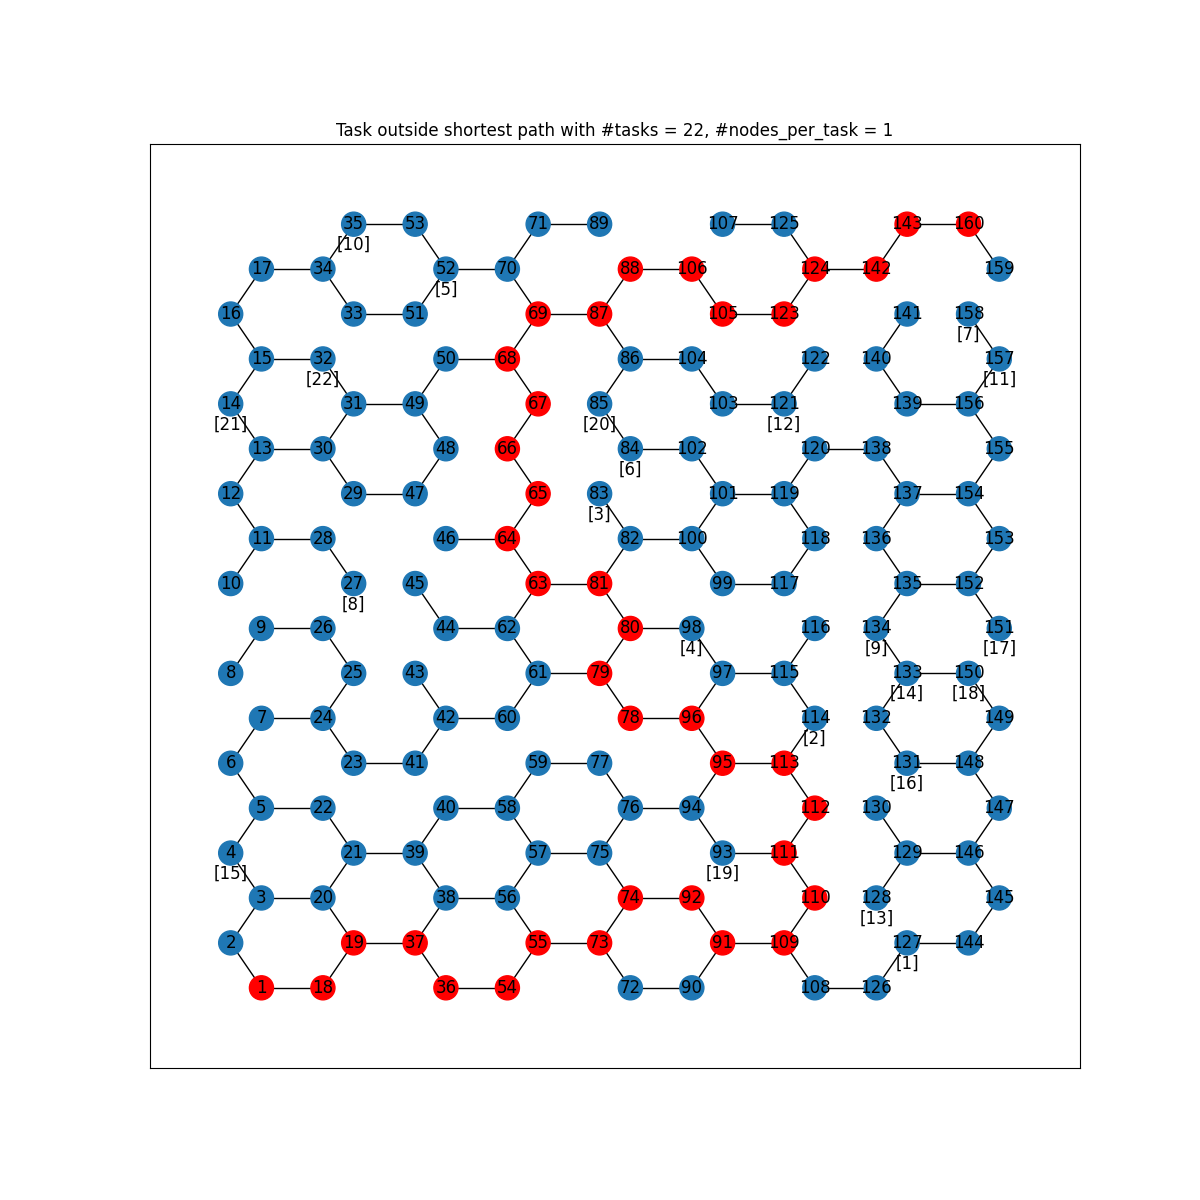 Task outside shortest path with #tasks = 22, #nodes_per_task = 1
35 53 71 89 107 125 143 160
[10]
17 34 52 70 88 106 124 142 159
[5]
16 33 51 69 87 105 123 141 158
[7]
15 32 50 68 86 104 122 140 157
[22] [11]
14 31 49 67 85 103 121 139 156
[21] [20] [12]
13 30 48 66 84 102 120 138 155
[6]
12 29 47 65 83 101 119 137 154
[3]
11 28 46 64 82 100 118 136 153
10 27 45 63 81 99 117 135 152
[8]
9 26 44 62 80 98 116 134 151
[4] [9] [17]
8 25 43 61 79 97 115 133 150
[14] [18]
7 24 42 60 78 96 114 132 149
[2]
6 23 41 59 77 95 113 131 148
[16]
5 22 40 58 76 94 112 130 147
4 21 39 57 75 93 111 129 146
[15] [19]
3 20 38 56 74 92 110 128 145
[13]
2 19 37 55 73 91 109 127 144
[1]
1 18 36 54 72 90 108 126